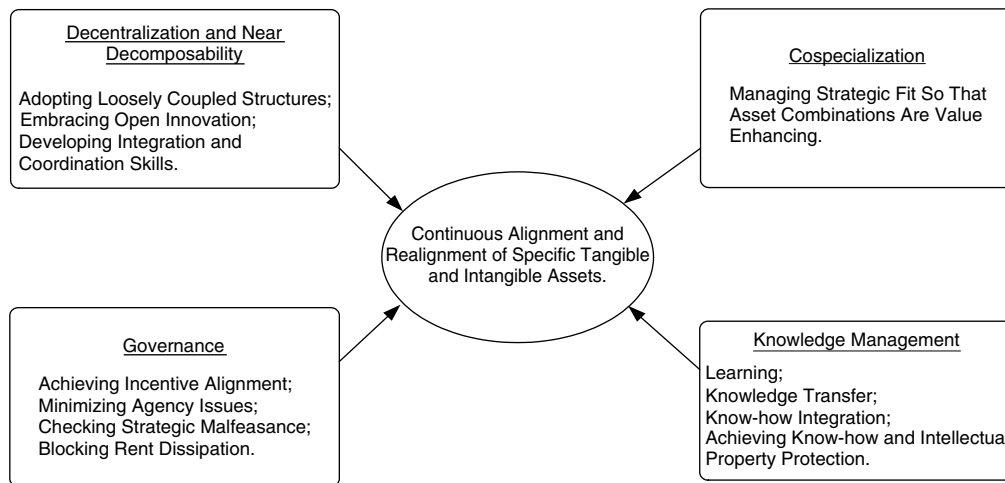 Decentralization and Near
Decomposability
Adopting Loosely Coupled Structures;
Embracing Open Innovation;
Developing Integration and
Coordination Skills.
Cospecialization
Managing Strategic Fit So That
Asset Combinations Are Value
Enhancing.
Continuous Alignment and
Realignment of Specific Tangible
and Intangible Assets.
Governance
Achieving Incentive Alignment;
Minimizing Agency Issues;
Checking Strategic Malfeasance;
Blocking Rent Dissipation.
Knowledge Management
Learning;
Knowledge Transfer;
Know-how Integration;
Achieving Know-how and Intellectua
Property Protection.